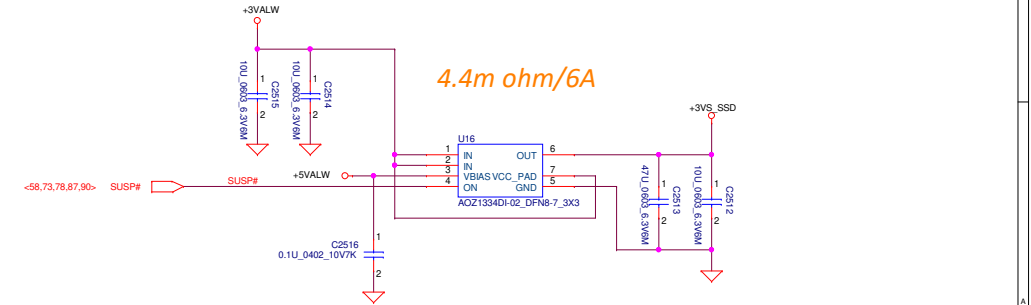 +3VALW
4.4m ohm/6A
1
2
C2515
10U_0603_6.3V6M
1
2
C2514
10U_0603_6.3V6M
+3VS_SSD
U16
1
2
3
4
IN
IN
VBIAS
ON
OUT
VCC_PAD
GND
6
7
5
AOZ1334DI-02_DFN8-7_3X3
+5VALW
<58,73,78,87,90>
SUSP#
SUSP#
1
2
C2513
47U_0603_6.3V6M
1
2
C2512
10U_0603_6.3V6M
C2516
0.1U_0402_10V7K
1
2
A